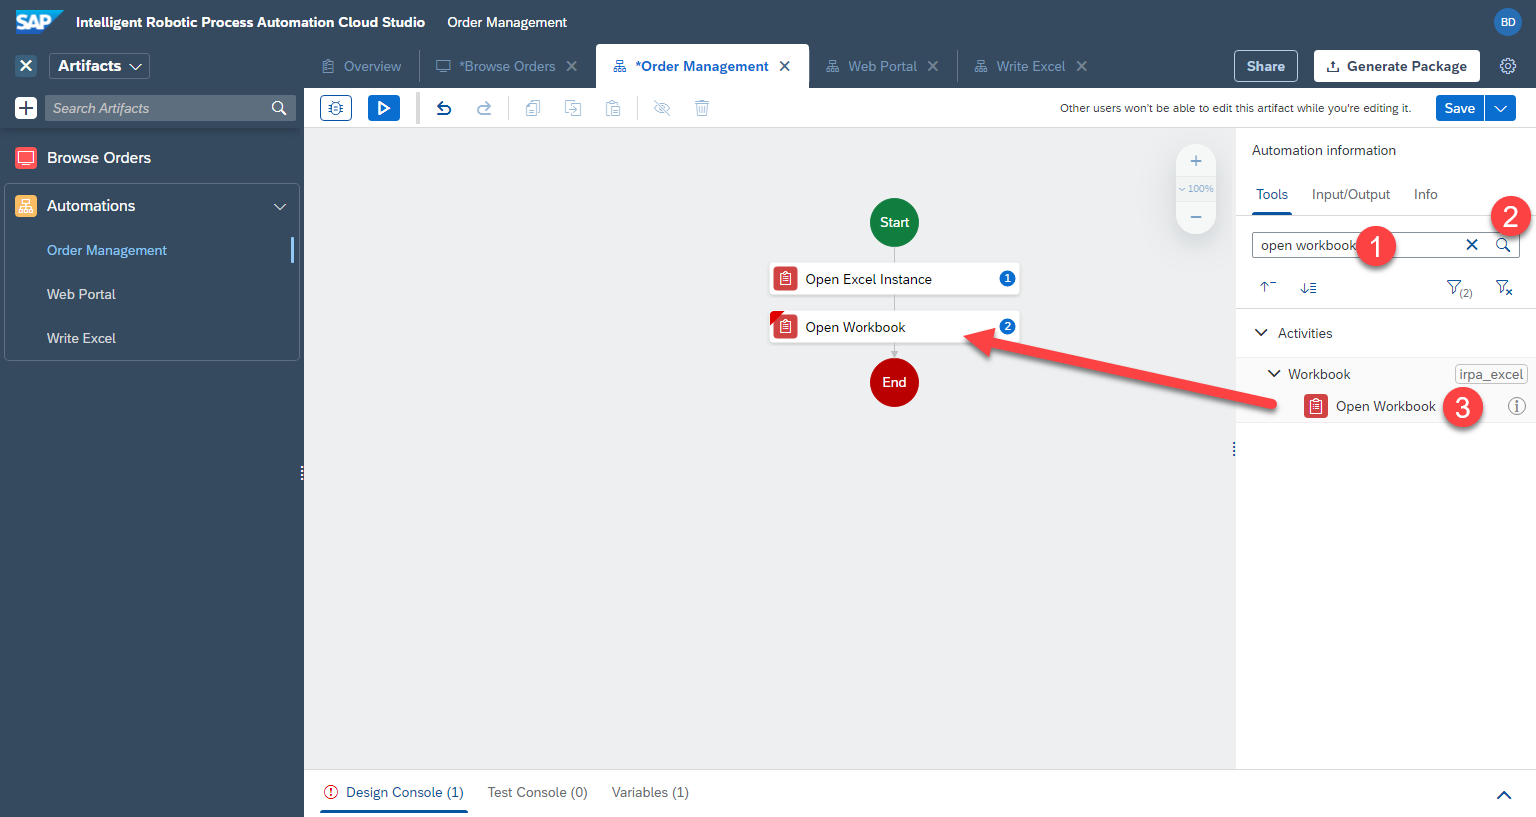 SAP Intelligent Robotic Process Automation Cloud Studio Order Management BD
Artifacts Overview *Browse Orders *Order Management Web Portal Write Excel Share Generate Package
Search Artifacts Other users won't be able to edit this artifact while you're editing it. Save
Browse Orders
Automations
Order Management
Web Portal
Write Excel
100%
Start
Open Excel Instance 1
Open Workbook 2
End
Automation information
Tools Input/Output Info
2
open workbook 1
(2)
Activities
Workbook irpa_excel
Open Workbook 3
Design Console (1) Test Console (0) Variables (1)